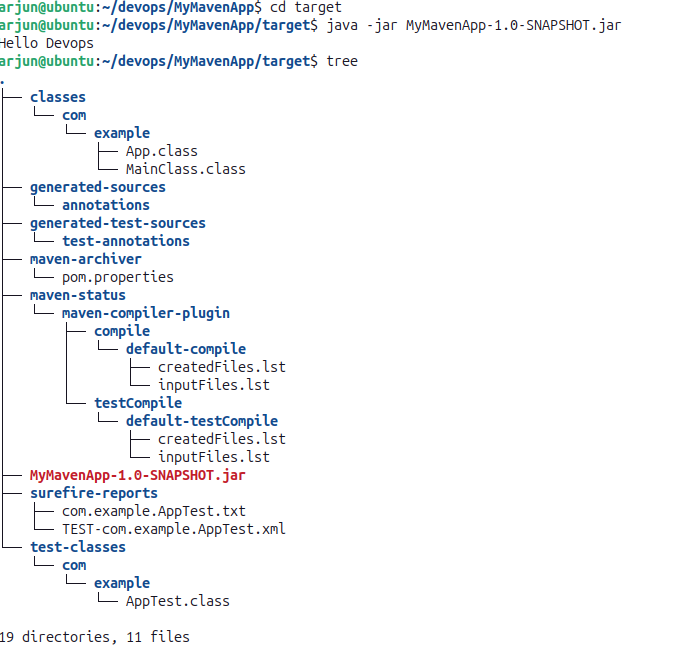 arjun@ubuntu:~/devops/MyMavenApp$ cd target
arjun@ubuntu:~/devops/MyMavenApp/target$ java -jar MyMavenApp-1.0-SNAPSHOT.jar
Hello Devops
arjun@ubuntu:~/devops/MyMavenApp/target$ tree
.
├── classes
│   └── com
│       └── example
│           ├── App.class
│           └── MainClass.class
├── generated-sources
│   └── annotations
├── generated-test-sources
│   └── test-annotations
├── maven-archiver
│   └── pom.properties
├── maven-status
│   └── maven-compiler-plugin
│       ├── compile
│       │   └── default-compile
│       │       ├── createdFiles.lst
│       │       └── inputFiles.lst
│       └── testCompile
│           └── default-testCompile
│               ├── createdFiles.lst
│               └── inputFiles.lst
├── MyMavenApp-1.0-SNAPSHOT.jar
├── surefire-reports
│   ├── com.example.AppTest.txt
│   └── TEST-com.example.AppTest.xml
└── test-classes
    └── com
        └── example
            └── AppTest.class

19 directories, 11 files